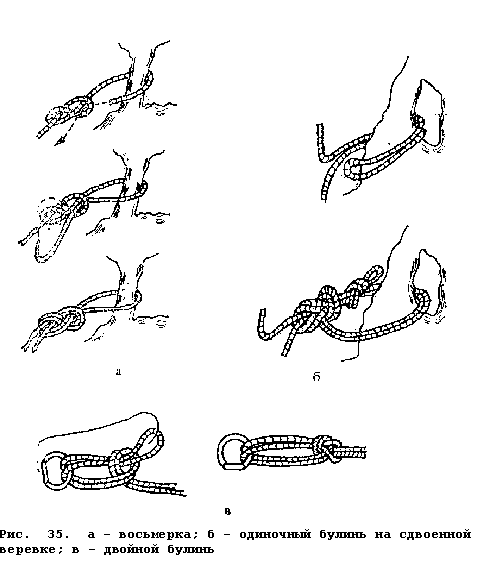 а
б
в
Рис. 35. а – восьмерка; б – одиночный булинь на сдвоенной
веревке; в – двойной булинь